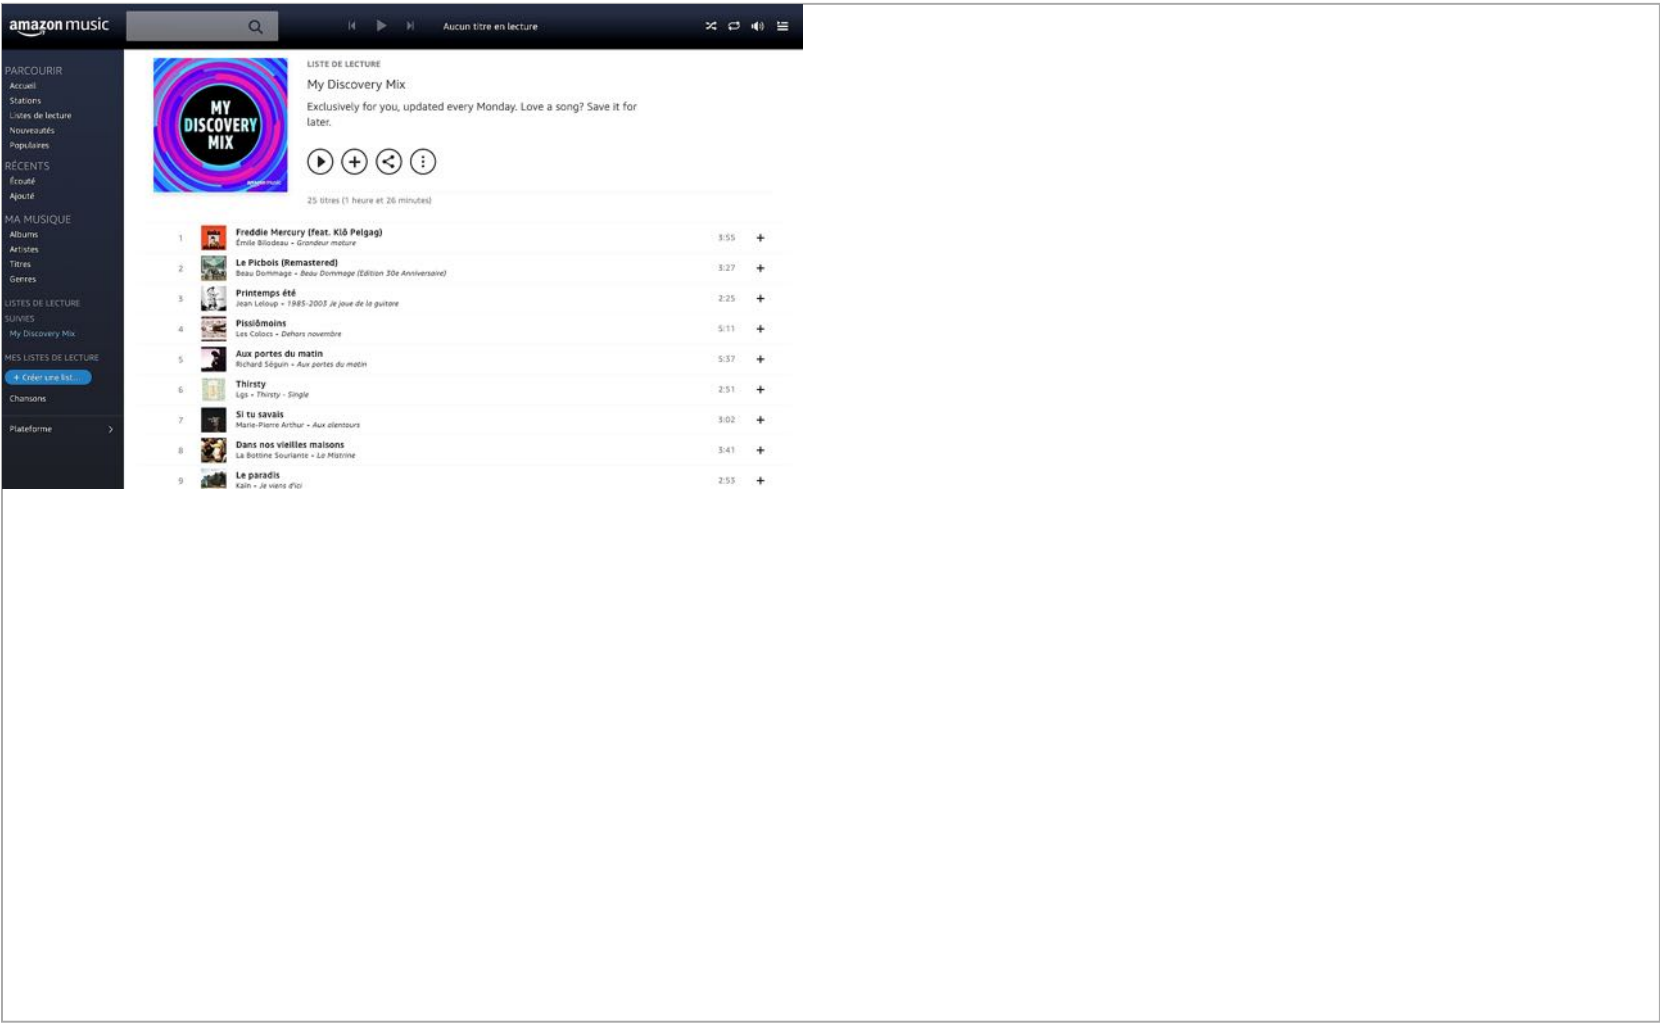 amazon music
Aucun titre en lecture
PARCOURIR
Accueil
Stations
Listes de lecture
Nouveautés
Populaires
RÉCENTS
Écouté
Ajouté
MA MUSIQUE
Albums
Artistes
Titres
Genres
LISTES DE LECTURE
SUIVIES
My Discovery Mix
MES LISTES DE LECTURE
+ Créer une list...
Chansons
Plateforme
MY
DISCOVERY
MIX
amazon music
LISTE DE LECTURE
My Discovery Mix
Exclusively for you, updated every Monday. Love a song? Save it for
later.
25 titres (1 heure et 26 minutes)
1 Freddie Mercury (feat. Klô Pelgag) 3:55
Émile Bilodeau • Grandeur mature
2 Le Picbois (Remastered) 3:27
Beau Dommage • Beau Dommage (Edition 30e Anniversaire)
3 Printemps été 2:25
Jean Leloup • 1985-2003 Je joue de la guitare
4 Pissiômoins 5:11
Les Colocs • Dehors novembre
5 Aux portes du matin 5:37
Richard Séguin • Aux portes du matin
6 Thirsty 2:51
Lgs • Thirsty - Single
7 Si tu savais 3:02
Marie-Pierre Arthur • Aux alentours
8 Dans nos vieilles maisons 3:41
La Bottine Souriante • La Mistrine
9 Le paradis 2:53
Kaïn • Je viens d'ici